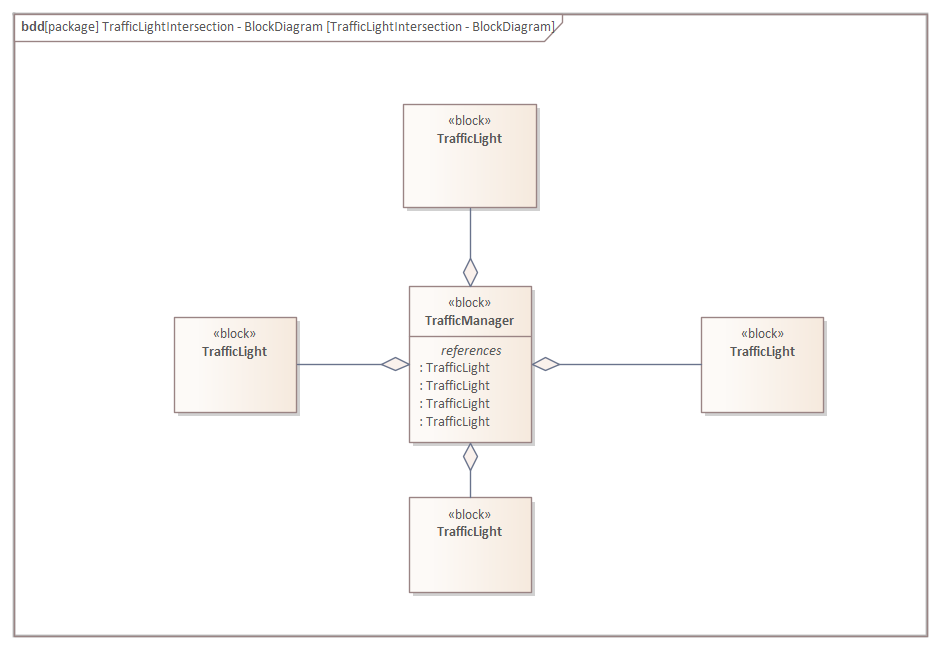 bdd[package] TrafficLightIntersection - BlockDiagram [TrafficLightIntersection - BlockDiagram]
«block»
TrafficLight
«block»
TrafficManager
references
: TrafficLight
: TrafficLight
: TrafficLight
: TrafficLight
«block»
TrafficLight
«block»
TrafficLight
«block»
TrafficLight